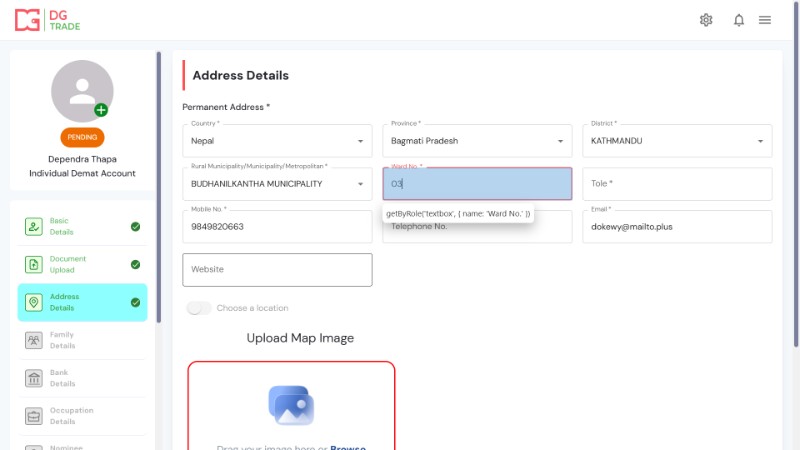 DG
TRADE
PENDING
Dependra Thapa
Individual Demat Account
Basic
Details
Document
Upload
Address
Details
Family
Details
Bank
Details
Occupation
Details
Nominee
Address Details
Permanent Address *
Country *
Nepal
Province *
Bagmati Pradesh
District *
KATHMANDU
Rural Municipality/Municipality/Metropolitan *
BUDHANILKANTHA MUNICIPALITY
Ward No. *
03
Tole *
getByRole('textbox', { name: 'Ward No.' })
Mobile No. *
9849820663
Telephone No.
Email *
dokewy@mailto.plus
Website
Choose a location
Upload Map Image
Drag your image here or Browse